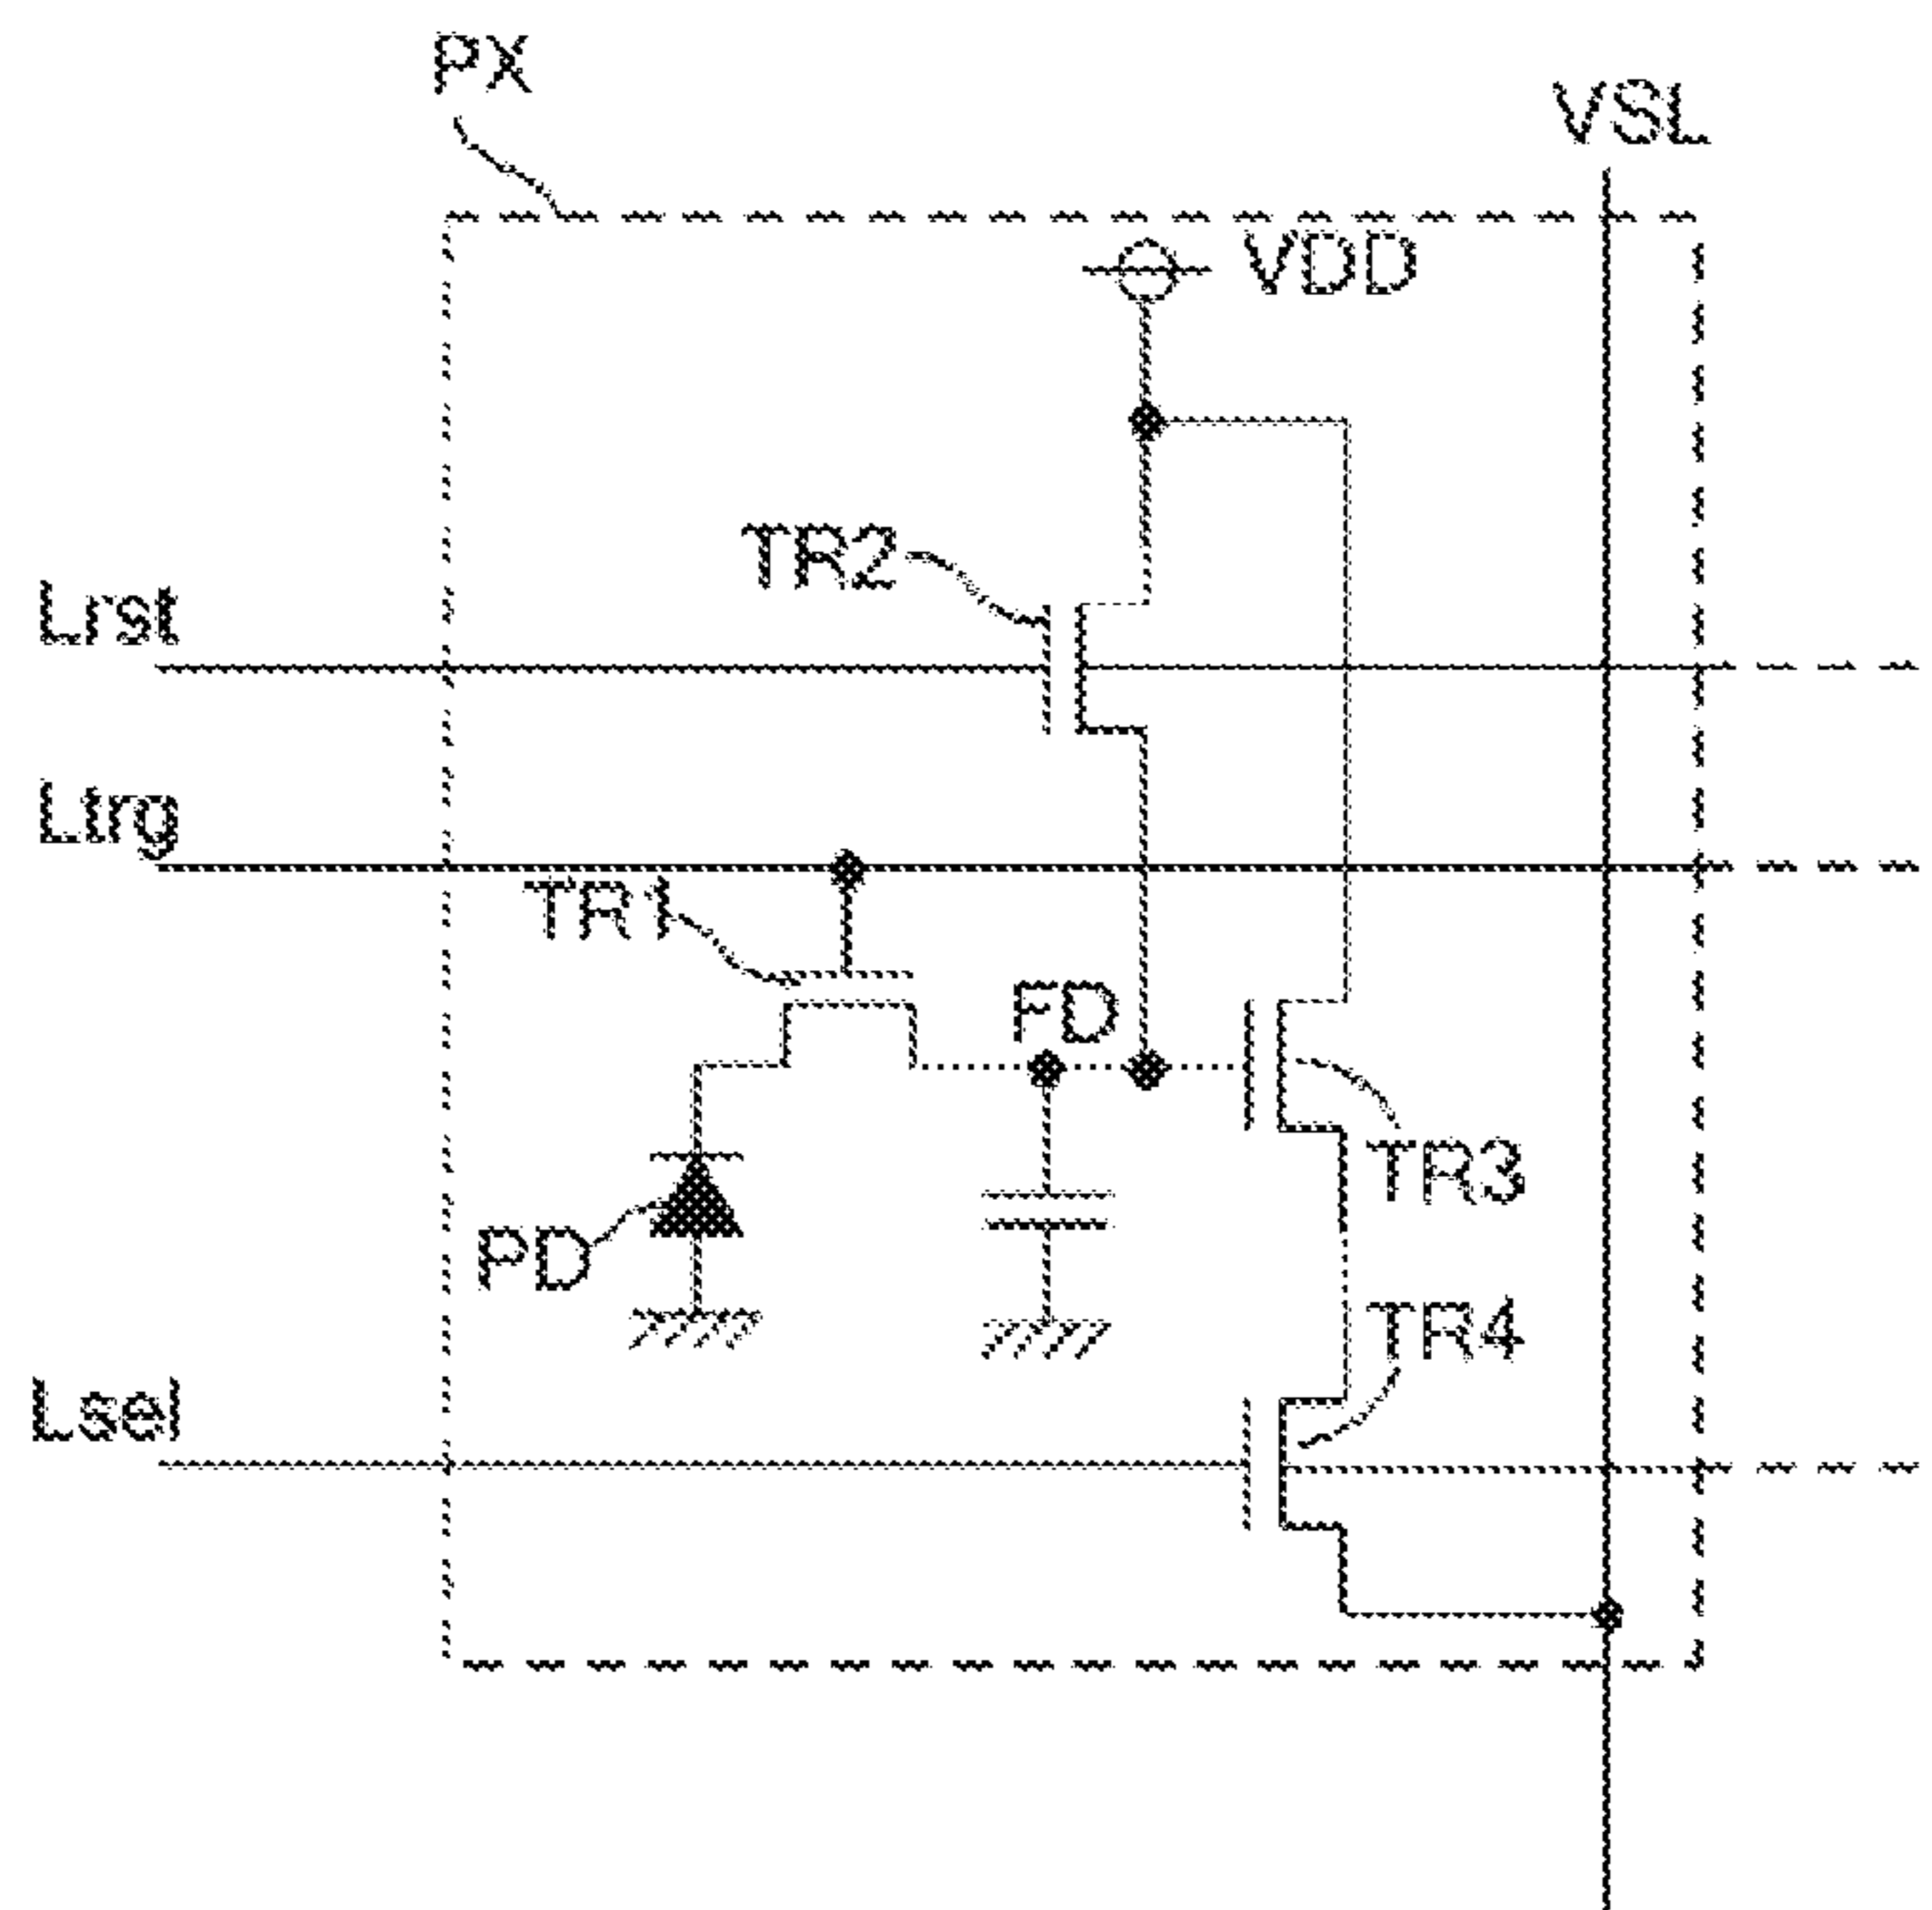 PX
VSL
VDD
TR2
Lrst
Ltrg
TR1
FD
TR3
PD
TR4
Lsel